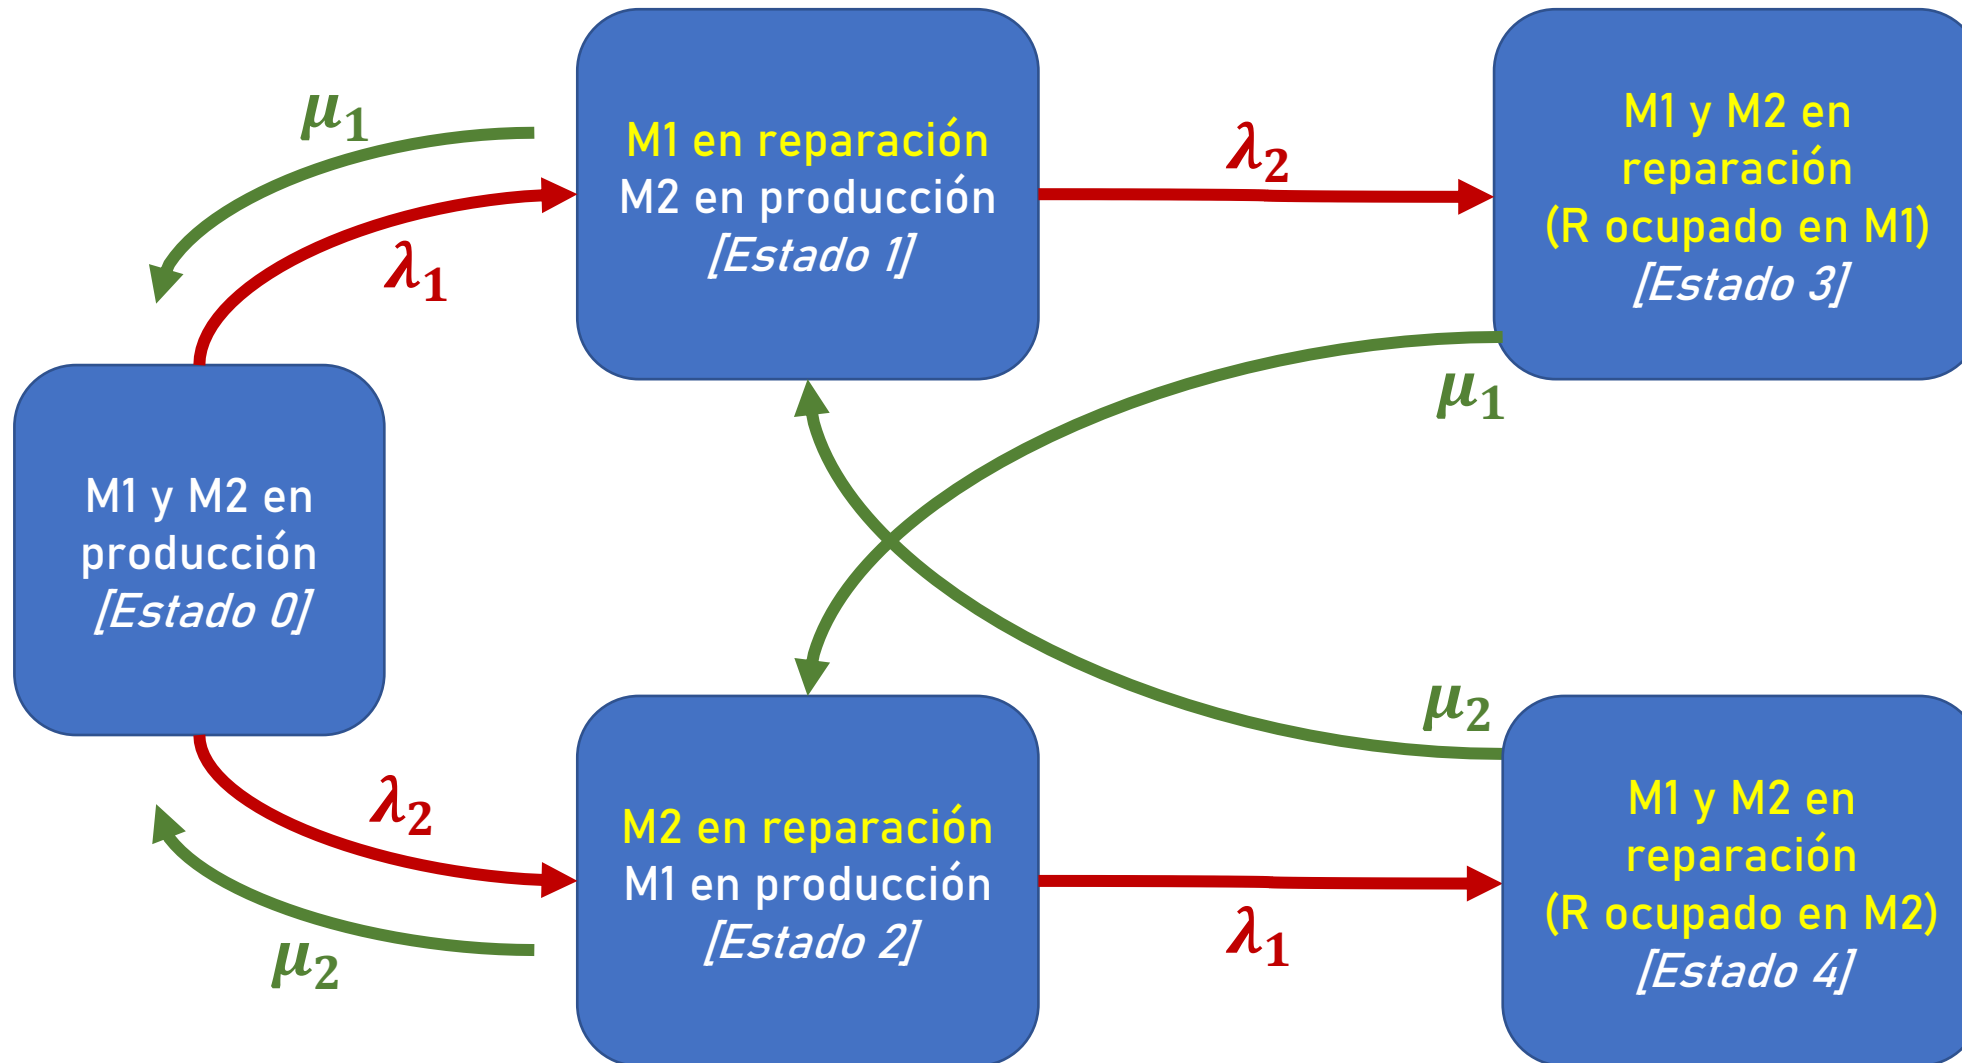 μ₁
λ₁
M1 en reparación
M2 en producción
[Estado 1]
λ₂
M1 y M2 en
reparación
(R ocupado en M1)
[Estado 3]
μ₁
M1 y M2 en
producción
[Estado 0]
λ₂
μ₂
M2 en reparación
M1 en producción
[Estado 2]
λ₁
μ₂
M1 y M2 en
reparación
(R ocupado en M2)
[Estado 4]